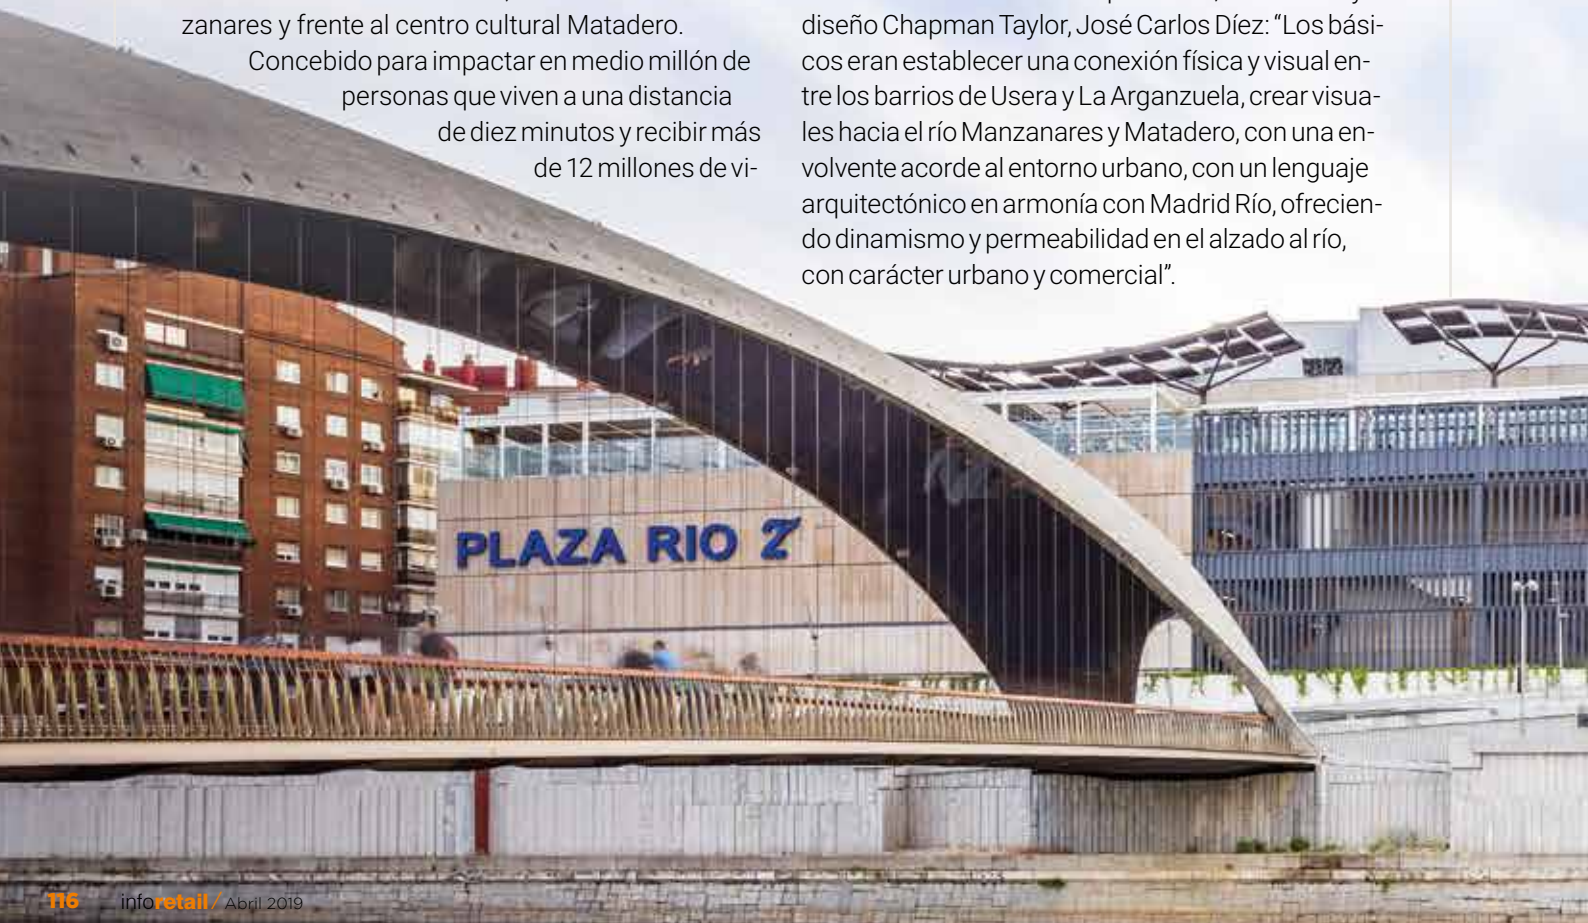 zanares y frente al centro cultural Matadero.
Concebido para impactar en medio millón de
personas que viven a una distancia
de diez minutos y recibir más
de 12 millones de vi-
diseño Chapman Taylor, José Carlos Díez: “Los bási-
cos eran establecer una conexión física y visual en-
tre los barrios de Usera y La Arganzuela, crear visua-
les hacia el río Manzanares y Matadero, con una en-
volvente acorde al entorno urbano, con un lenguaje
arquitectónico en armonía con Madrid Río, ofrecien-
do dinamismo y permeabilidad en el alzado al río,
con carácter urbano y comercial”.
PLAZA RIO 2
116 inforetail / Abril 2019